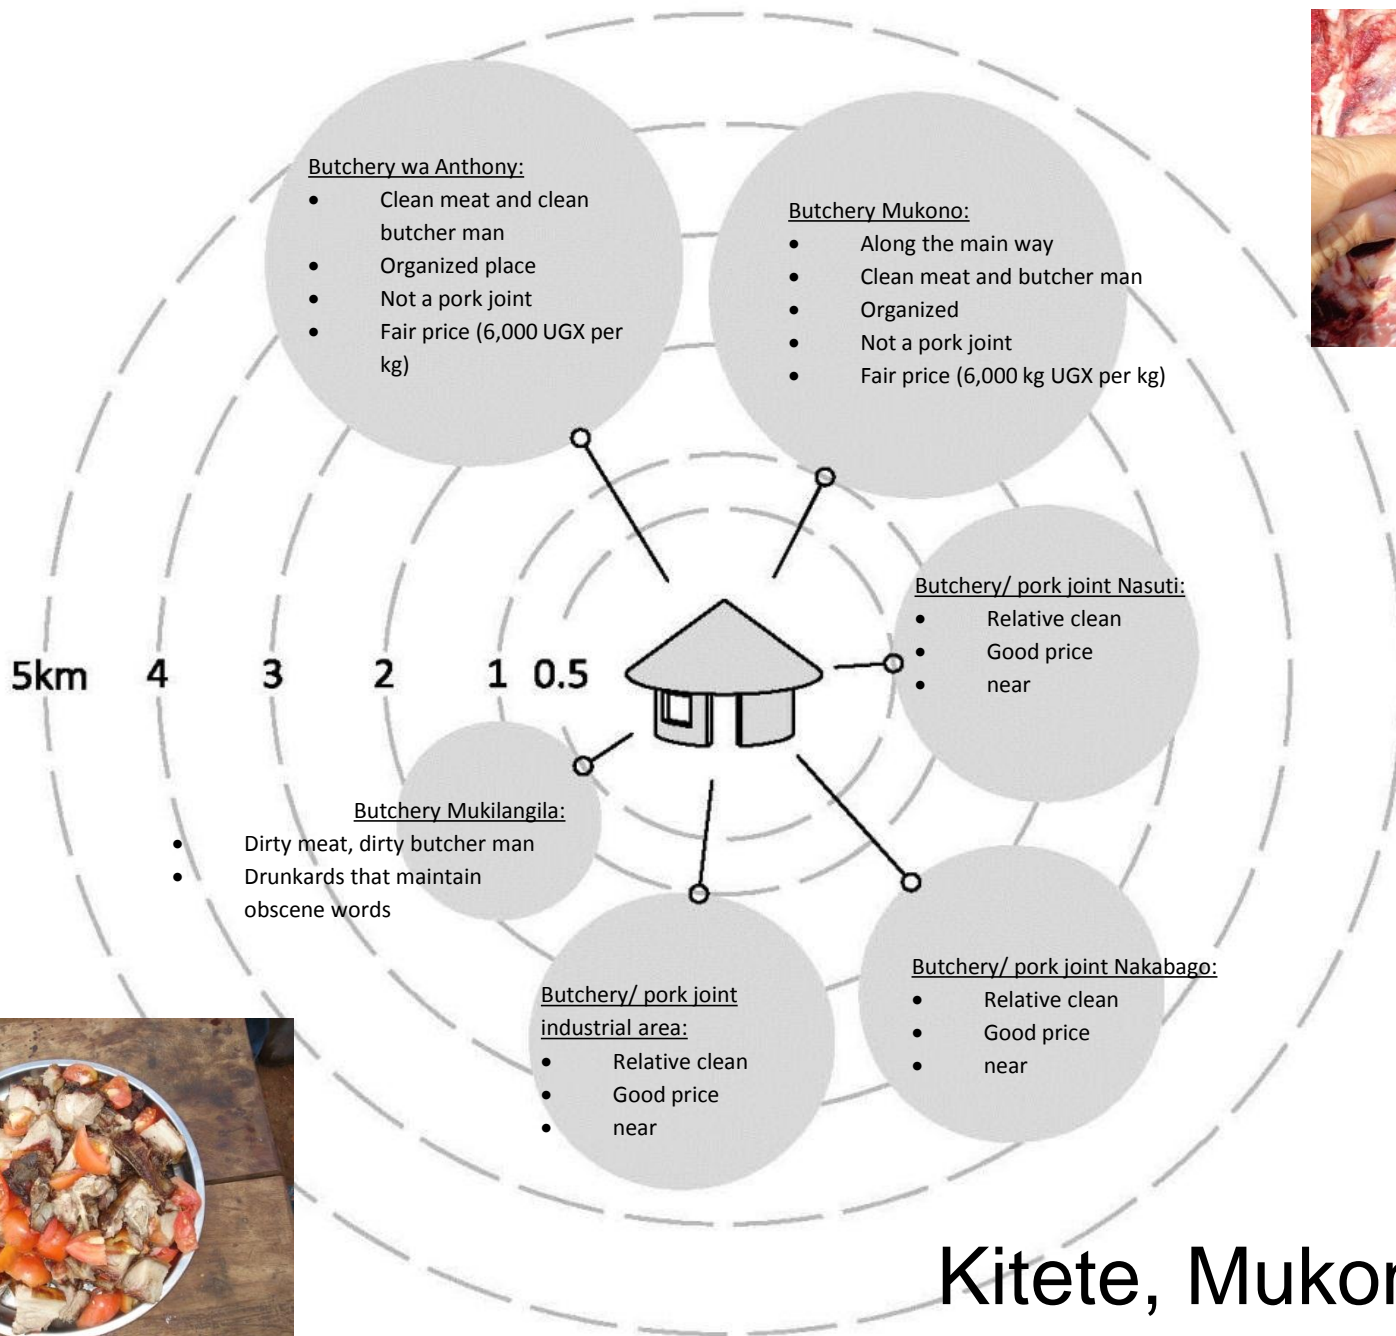 Butchery wa Anthony:
• Clean meat and clean
butcher man
• Organized place
• Not a pork joint
• Fair price (6,000 UGX per
kg)
Butchery Mukono:
• Along the main way
• Clean meat and butcher man
• Organized
• Not a pork joint
• Fair price (6,000 kg UGX per kg)
Butchery/ pork joint Nasuti:
• Relative clean
• Good price
• near
5km 4 3 2 1 0.5
Butchery Mukilangila:
• Dirty meat, dirty butcher man
• Drunkards that maintain
obscene words
Butchery/ pork joint
industrial area:
• Relative clean
• Good price
• near
Butchery/ pork joint Nakabago:
• Relative clean
• Good price
• near
Kitete,